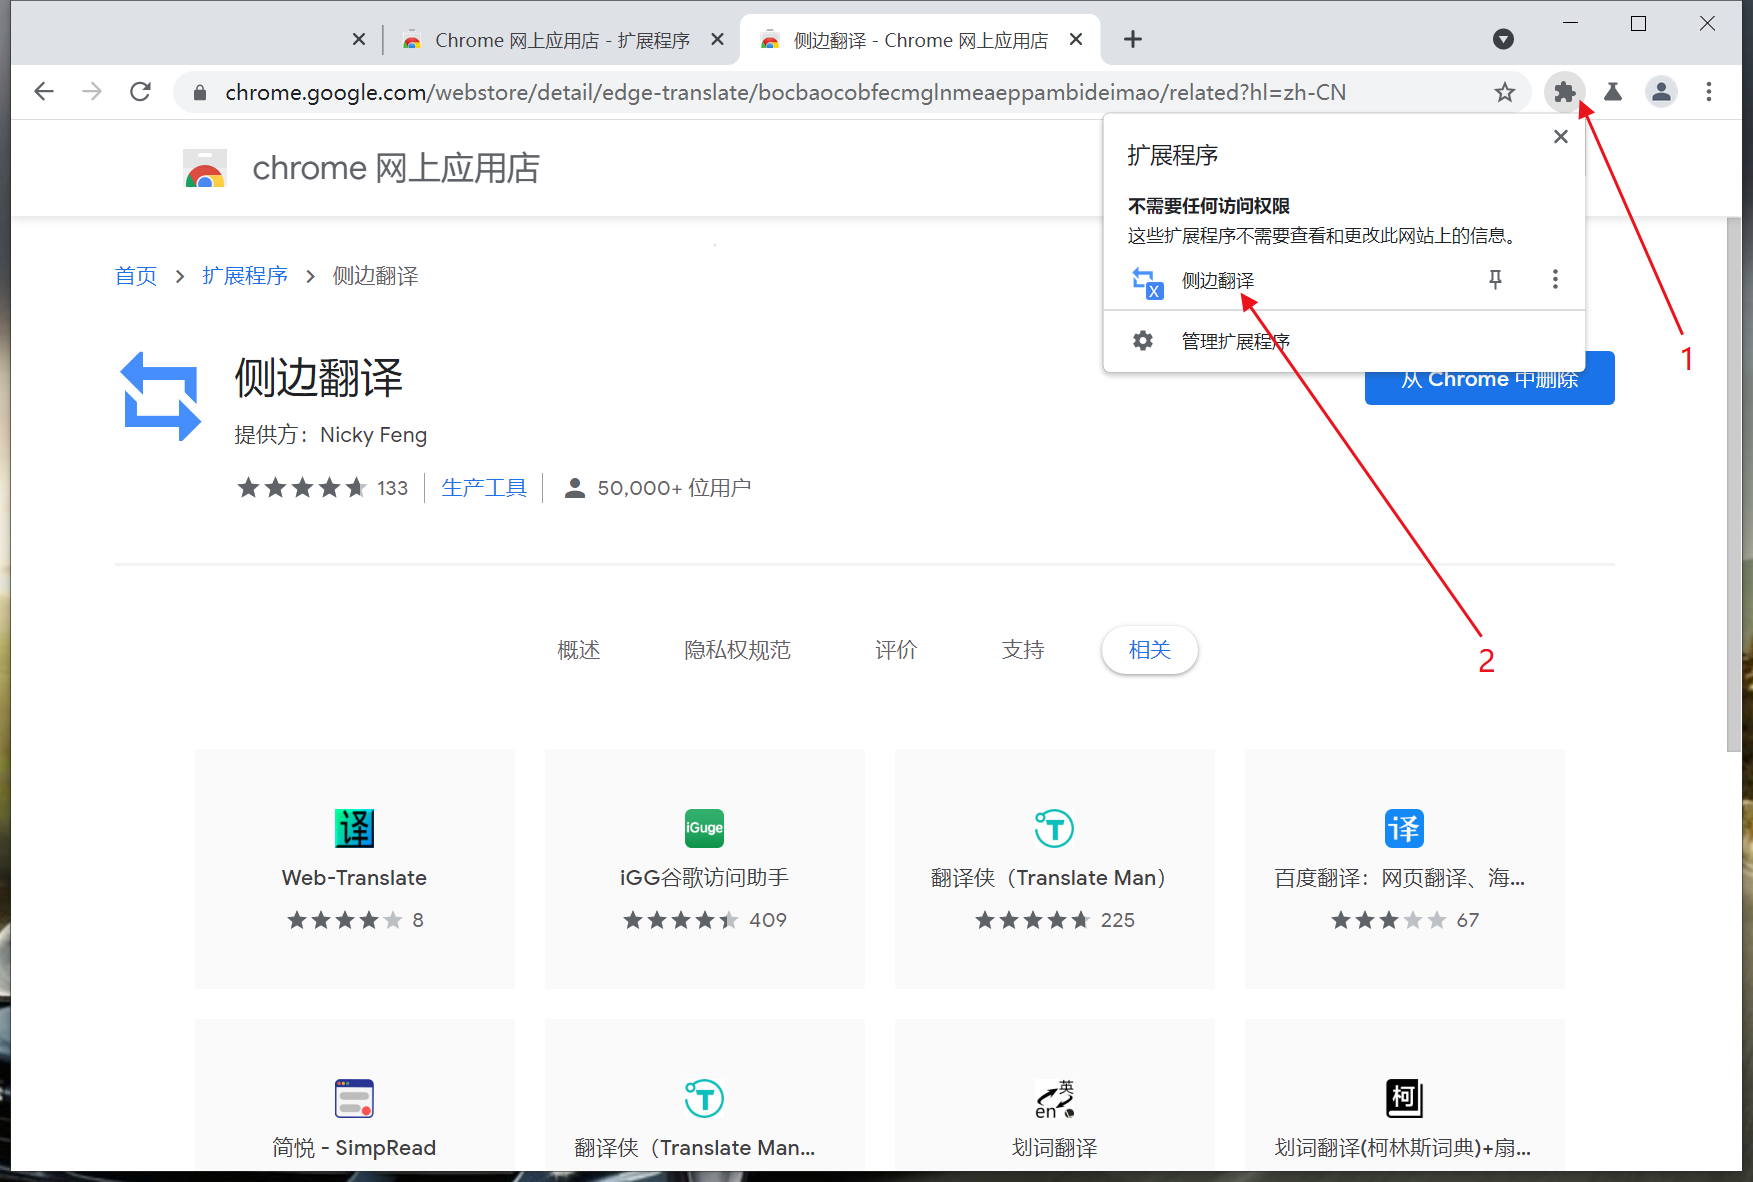 Chrome 网上应用店 - 扩展程序
侧边翻译 - Chrome 网上应用店
chrome.google.com/webstore/detail/edge-translate/bocbaocobfecmglnmeaeppambideimao/related?hl=zh-CN
chrome 网上应用店
扩展程序
不需要任何访问权限
这些扩展程序不需要查看和更改此网站上的信息。
X 侧边翻译
管理扩展程序
1
首页 › 扩展程序 › 侧边翻译
侧边翻译
从 Chrome 中删除
提供方：Nicky Feng
133 生产工具 50,000+ 位用户
2
概述 隐私权规范 评价 支持 相关
译
Web-Translate
8
iGuge
iGG谷歌访问助手
409
T
翻译侠（Translate Man）
225
译
百度翻译：网页翻译、海...
67
简悦 - SimpRead
T
翻译侠（Translate Man...
英
en
划词翻译
柯
划词翻译(柯林斯词典)+扇...